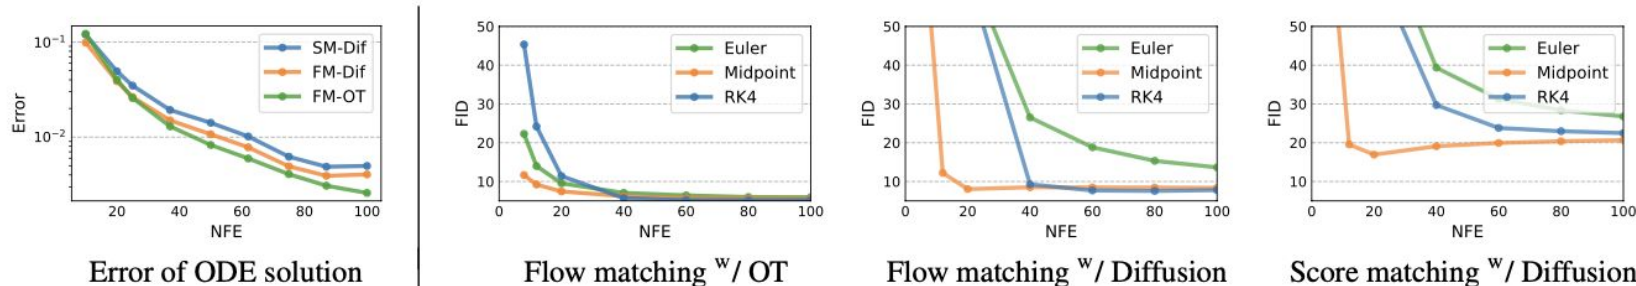 10⁻¹
10⁻²
Error
20 40 60 80 100
NFE
SM-Dif
FM-Dif
FM-OT
Error of ODE solution
50
40
30
20
10
FID
0 20 40 60 80 100
NFE
Euler
Midpoint
RK4
Flow matching ʷ/ OT
50
40
30
20
10
FID
0 20 40 60 80 100
NFE
Euler
Midpoint
RK4
Flow matching ʷ/ Diffusion
50
40
30
20
10
FID
0 20 40 60 80 100
NFE
Euler
Midpoint
RK4
Score matching ʷ/ Diffusion